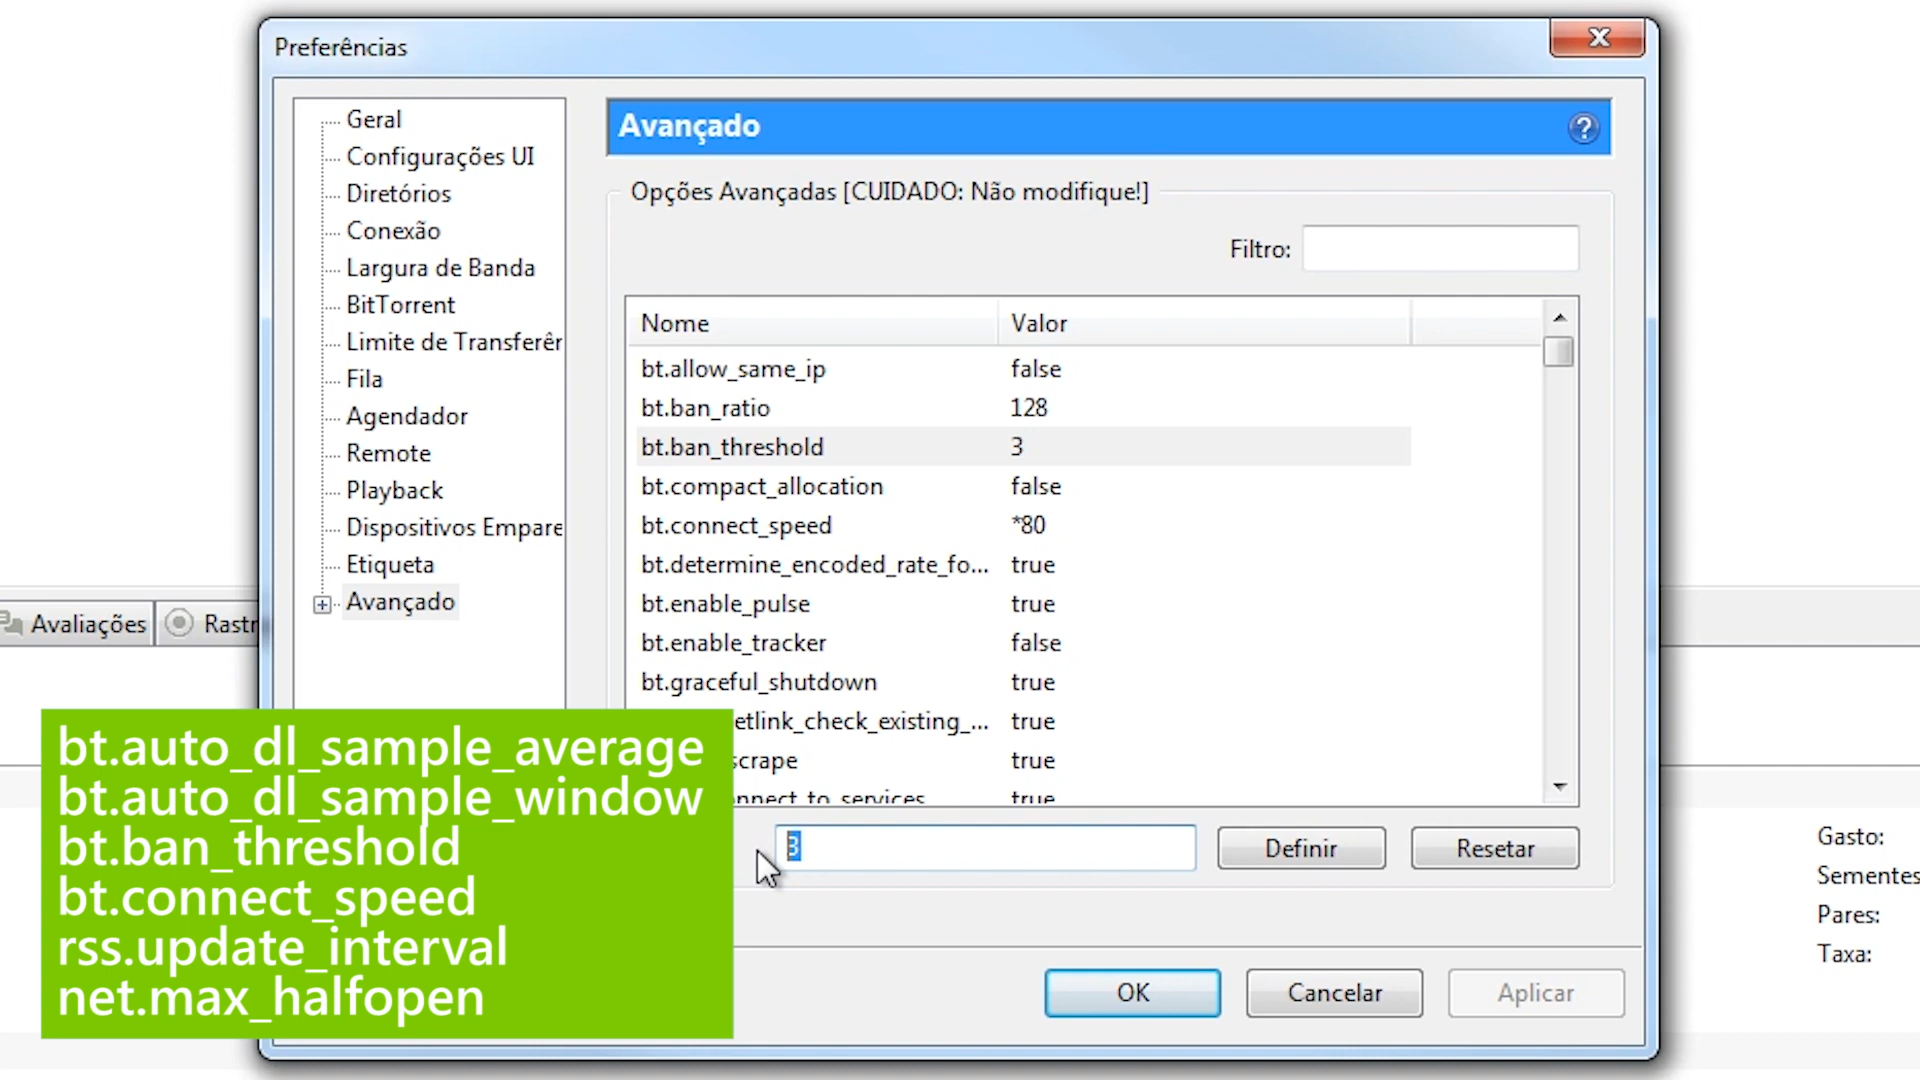 Preferências
Geral
Configurações UI
Diretórios
Conexão
Largura de Banda
BitTorrent
Limite de Transferêr
Fila
Agendador
Remote
Playback
Dispositivos Empare
Etiqueta
Avançado
Avançado
?
Opções Avançadas [CUIDADO: Não modifique!]
Filtro:
Nome Valor
bt.allow_same_ip false
bt.ban_ratio 128
bt.ban_threshold 3
bt.compact_allocation false
bt.connect_speed *80
bt.determine_encoded_rate_fo... true
bt.enable_pulse true
bt.enable_tracker false
bt.graceful_shutdown true
etlink_check_existing_... true
scrape true
nnect_to_services true
3
Definir Resetar
OK Cancelar Aplicar
Avaliações
Rastr
bt.auto_dl_sample_average
bt.auto_dl_sample_window
bt.ban_threshold
bt.connect_speed
rss.update_interval
net.max_halfopen
Gasto:
Sementes
Pares:
Taxa: